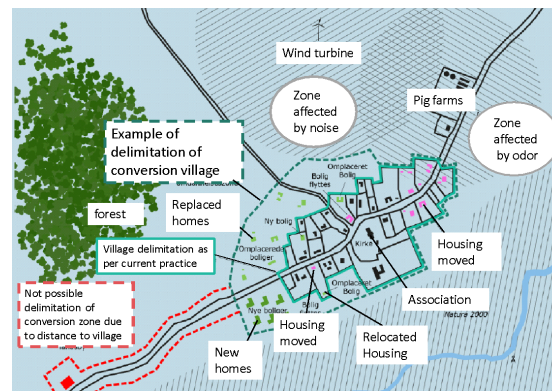 Wind turbine
Zone
affected
by noise
Pig farms
Zone
affected
by odor
Example of
delimitation of
conversion village
Omplaceret
Bolig
Bolig
flyttes
forest
Replaced
homes
Ny bolig
Omplacerede
boliger
Kirke
Village delimitation as
per current practice
Housing
moved
Not possible
delimitation of
conversion zone due
to distance to village
Omplaceret
Bolig
Association
Natura 2000
Nye boliger
Bolig
Housing
moved
Relocated
Housing
New
homes